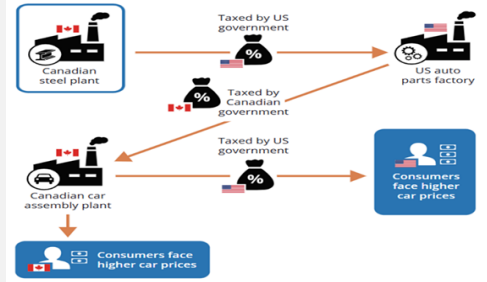 Taxed by US
government
%
Canadian
steel plant
US auto
parts factory
%
Taxed by
Canadian
government
Taxed by US
government
%
Canadian car
assembly plant
Consumers
face higher
car prices
Consumers face
higher car prices